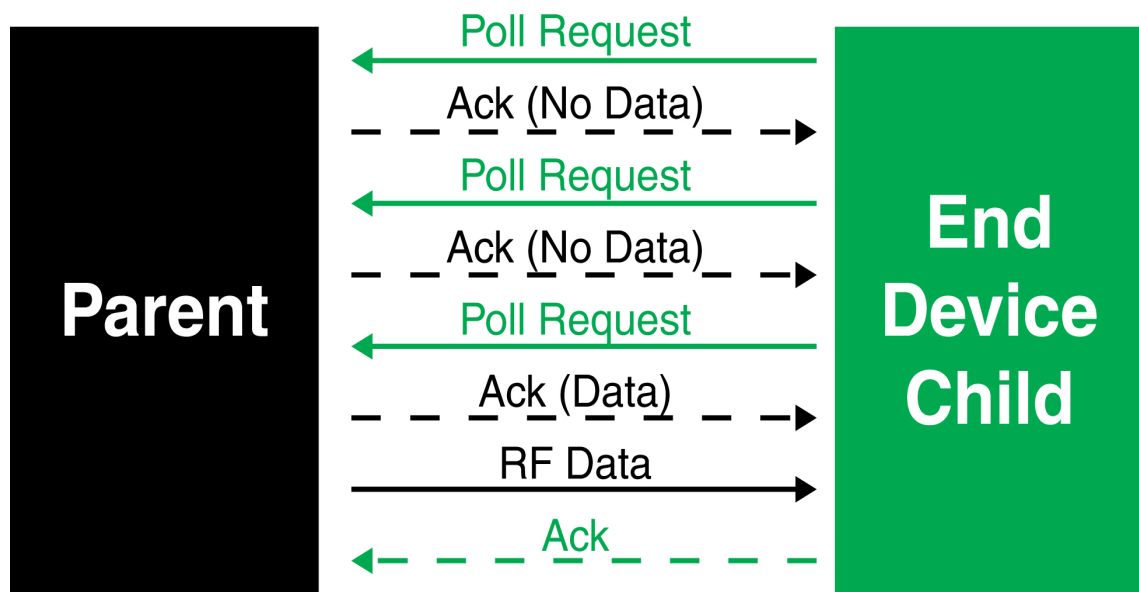 Parent
Poll Request
Ack (No Data)
Poll Request
Ack (No Data)
Poll Request
Ack (Data)
RF Data
Ack
End
Device
Child